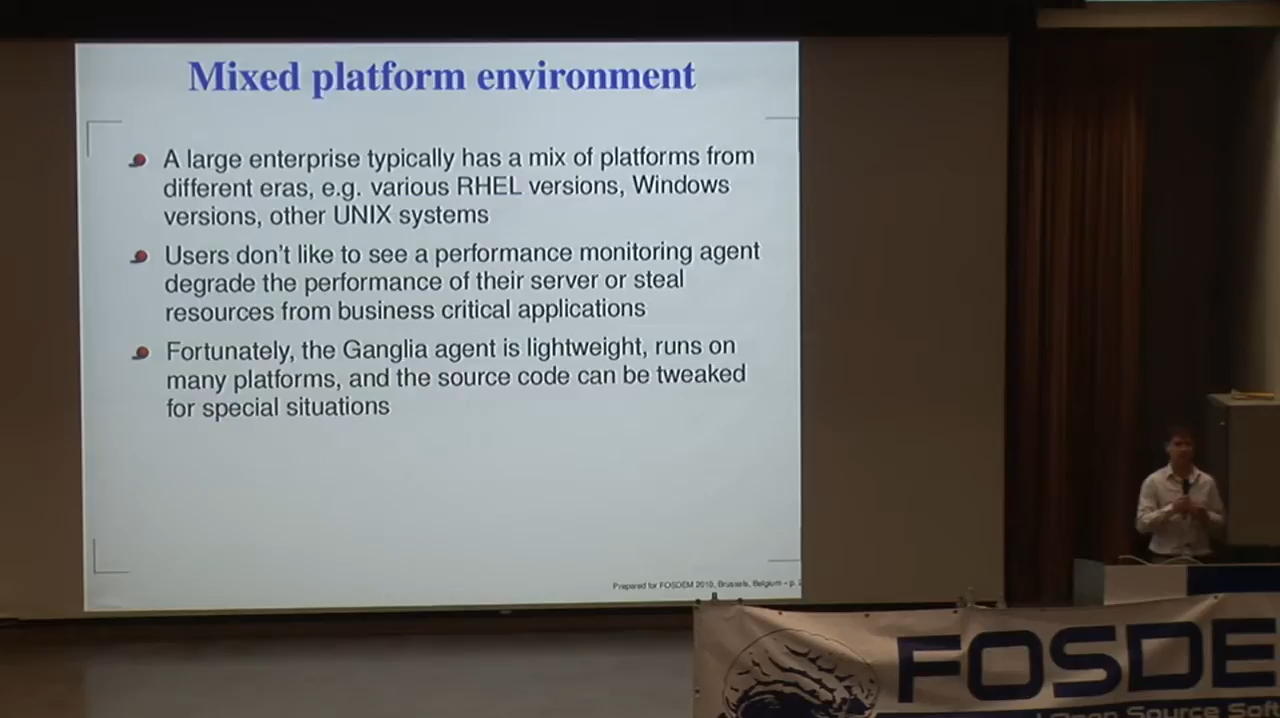 Mixed platform environment
A large enterprise typically has a mix of platforms from
different eras, e.g. various RHEL versions, Windows
versions, other UNIX systems
Users don't like to see a performance monitoring agent
degrade the performance of their server or steal
resources from business critical applications
Fortunately, the Ganglia agent is lightweight, runs on
many platforms, and the source code can be tweaked
for special situations
Prepared for FOSDEM 2010, Brussels, Belgium – p.
FOSDE
Open Source Soft